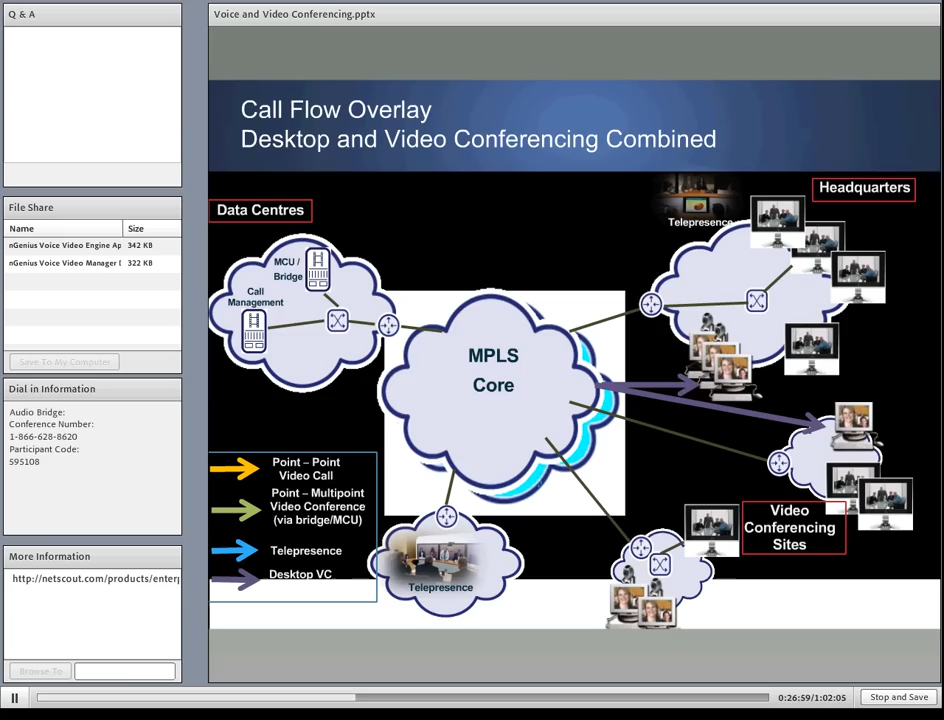 Q & A
File Share
Name Size
nGenius Voice Video Engine Ap 342 KB
nGenius Voice Video Manager [ 322 KB
Save To My Computer
Dial in Information
Audio Bridge:
Conference Number:
1-866-628-8620
Participant Code:
595108
More Information
http://netscout.com/products/enterp
Browse To
Voice and Video Conferencing.pptx
Call Flow Overlay
Desktop and Video Conferencing Combined
Data Centres
Headquarters
Telepresence
MCU /
Bridge
Call
Management
MPLS
Core
Point – Point
Video Call
Point – Multipoint
Video Conference
(via bridge/MCU)
Telepresence
Desktop VC
Telepresence
Video
Conferencing
Sites
0:26:59/1:02:05
Stop and Save